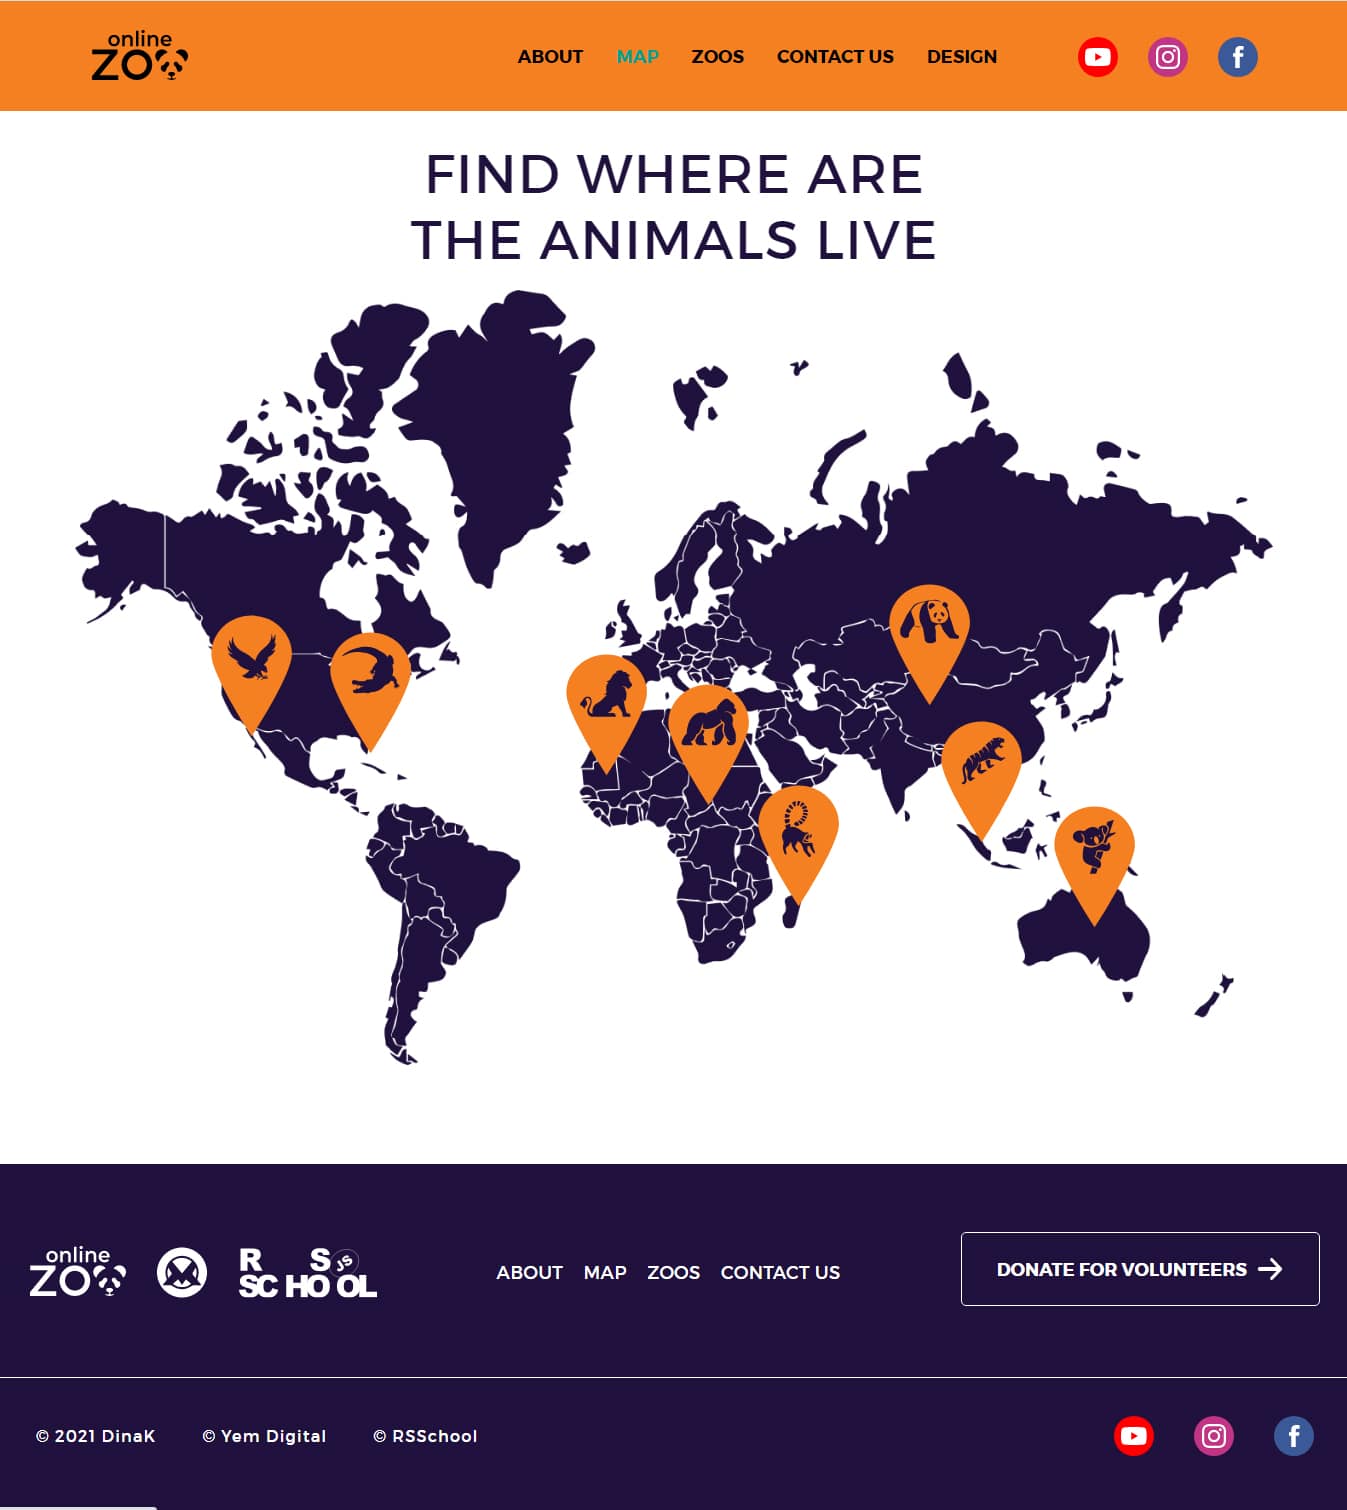 online
ZOO
ABOUT MAP ZOOS CONTACT US DESIGN
FIND WHERE ARE
THE ANIMALS LIVE
online
ZOO
RS JS
SCHOOL
ABOUT MAP ZOOS CONTACT US
DONATE FOR VOLUNTEERS
© 2021 DinaK © Yem Digital © RSSchool